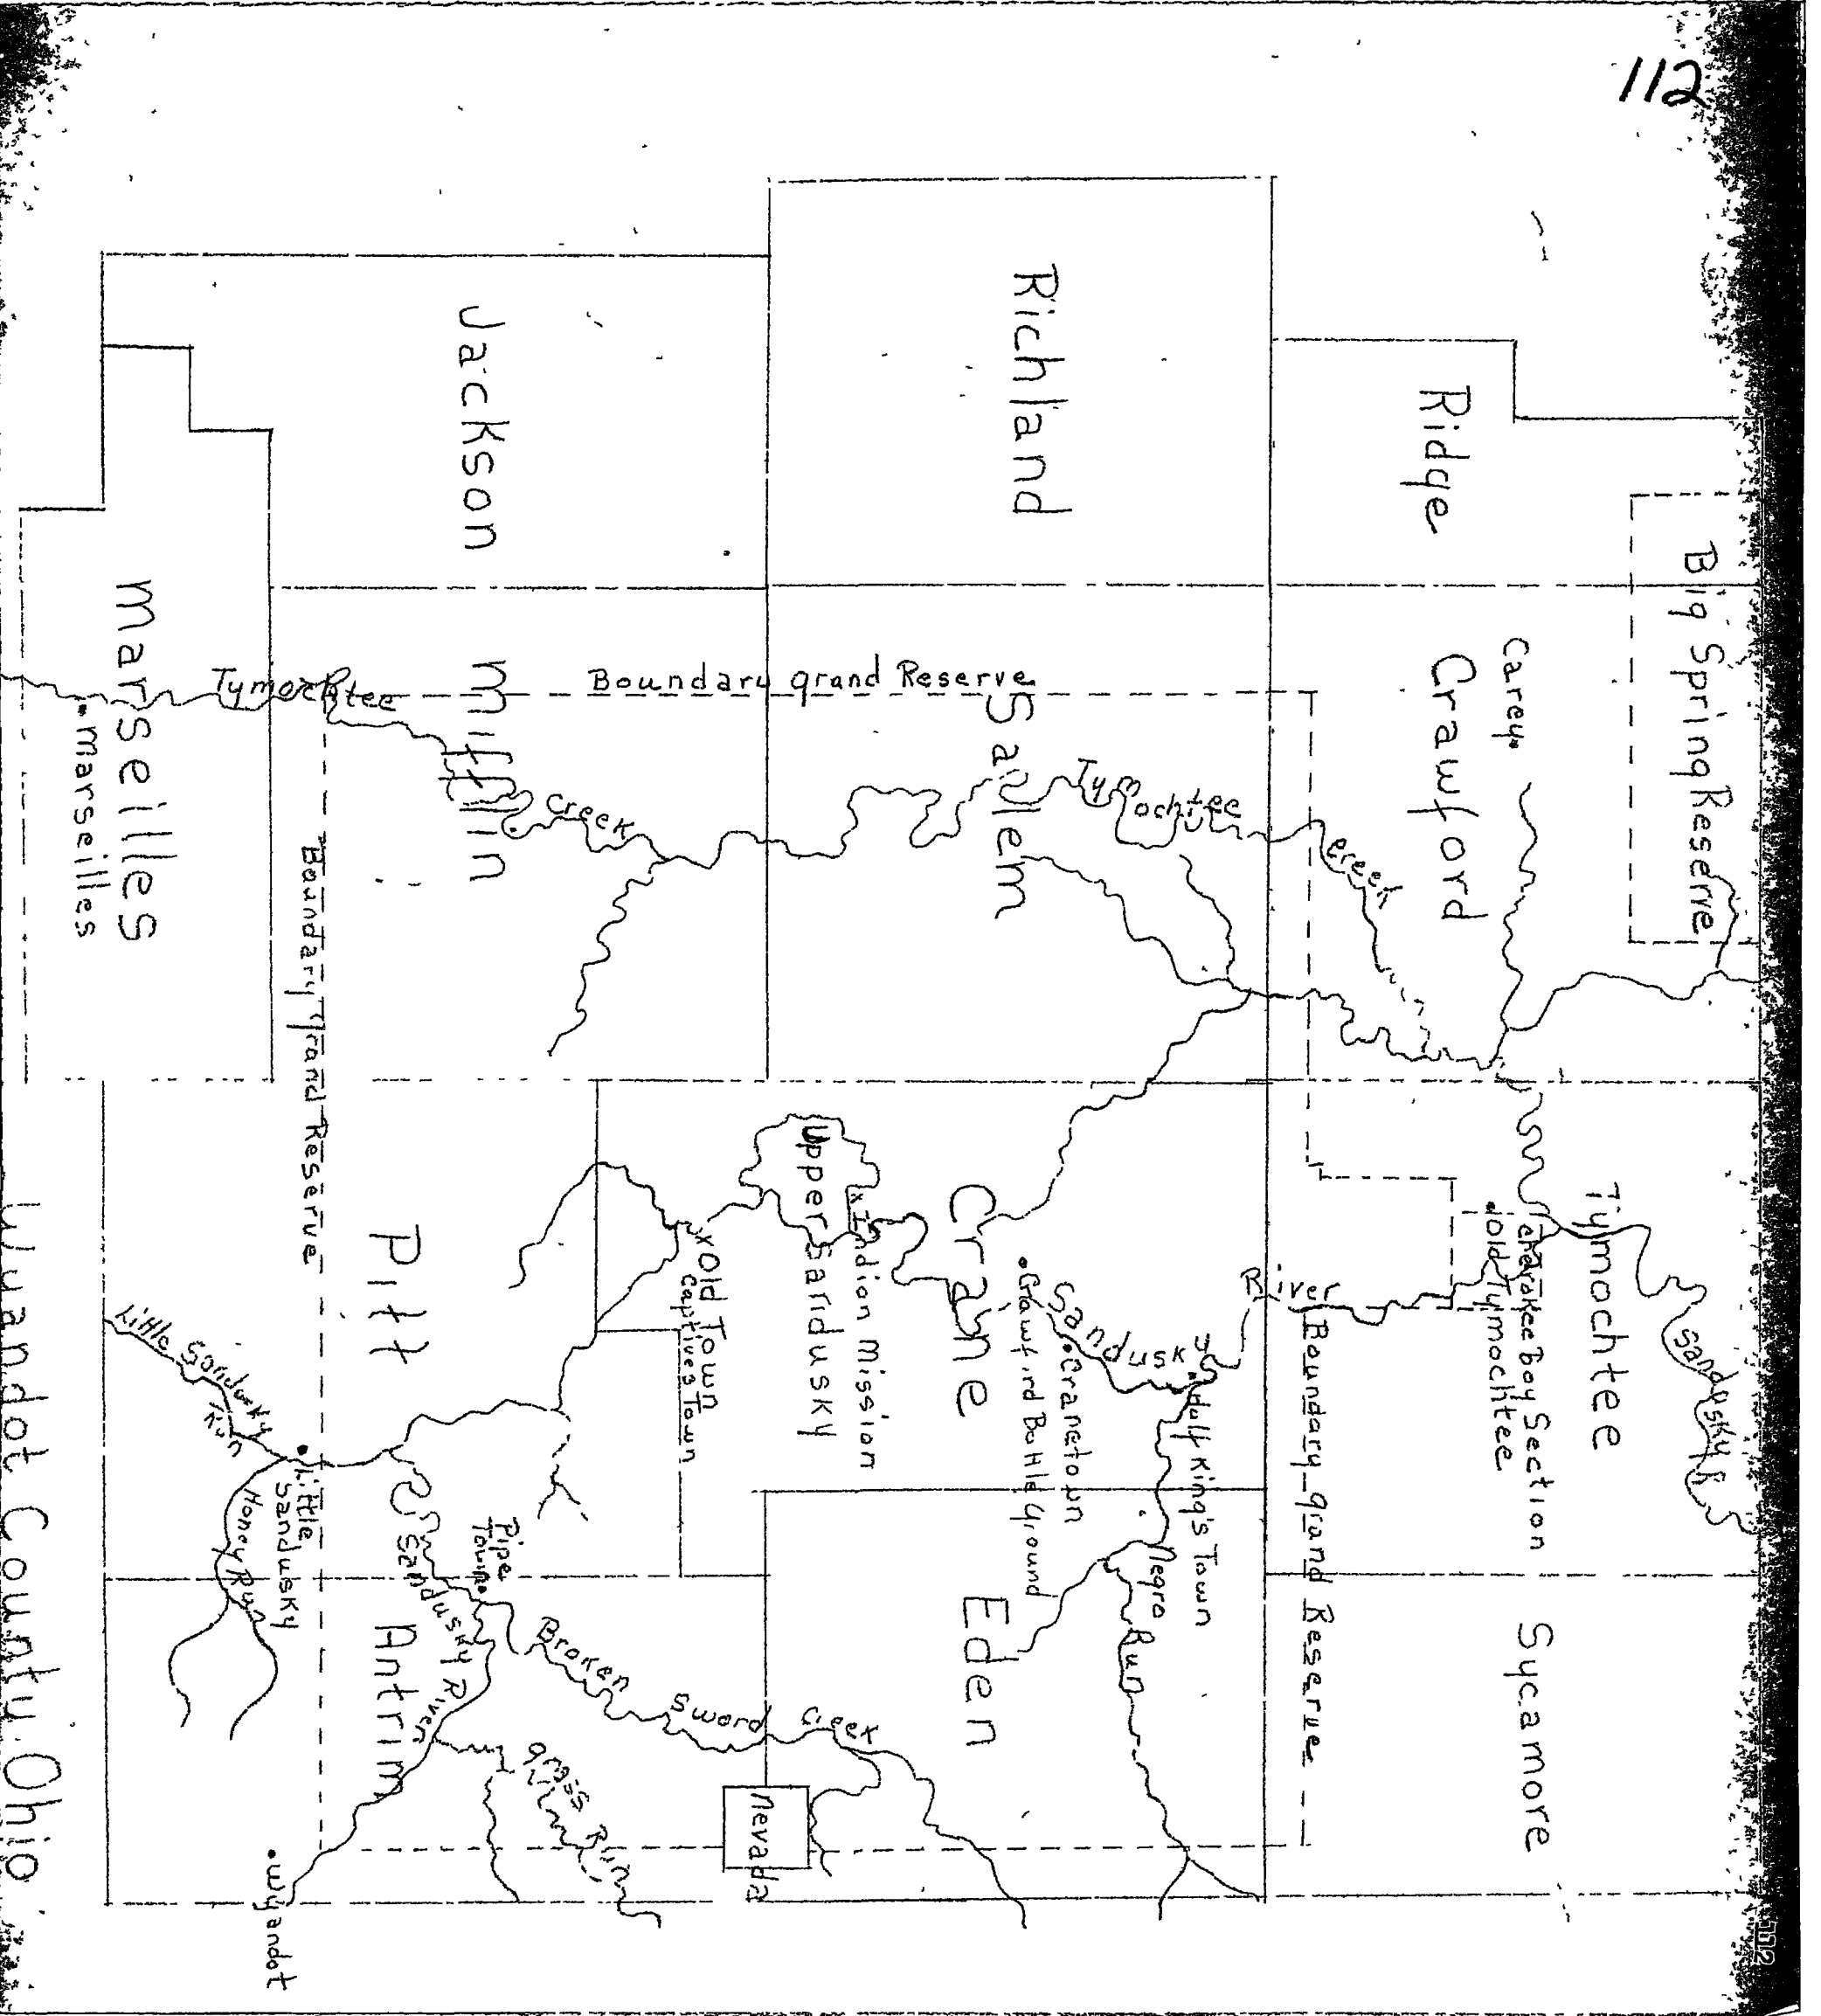 112
Big Spring Reserve
Ridge
Carey
Crawford
Tymochtee
Sandusky
Cherokee Boy Section
Old Tymochtee
Sycamore
Richland
Boundary grand Reserve
Salem
Tymochtee
creek
River
Boundary grand Reserve
Half King's Town
Sandusky
Cranetown
Crawfird Battle Ground
Crane
Negro Run
Eden
x Indion Mission
Upper Sandusky
Jackson
Mifflin
Creek
x Old Town
Captives Town
Broken Sword Creek
Nevada
Pitt
Pipe Town
Sandusky River
Antrim
grass Run
Tymochtee
Boundary grand Reserve
Little Sandusky
Little Sandusky Run
Honey Run
Wyandot
Marseilles
Marseilles
Wyandot County, Ohio
112